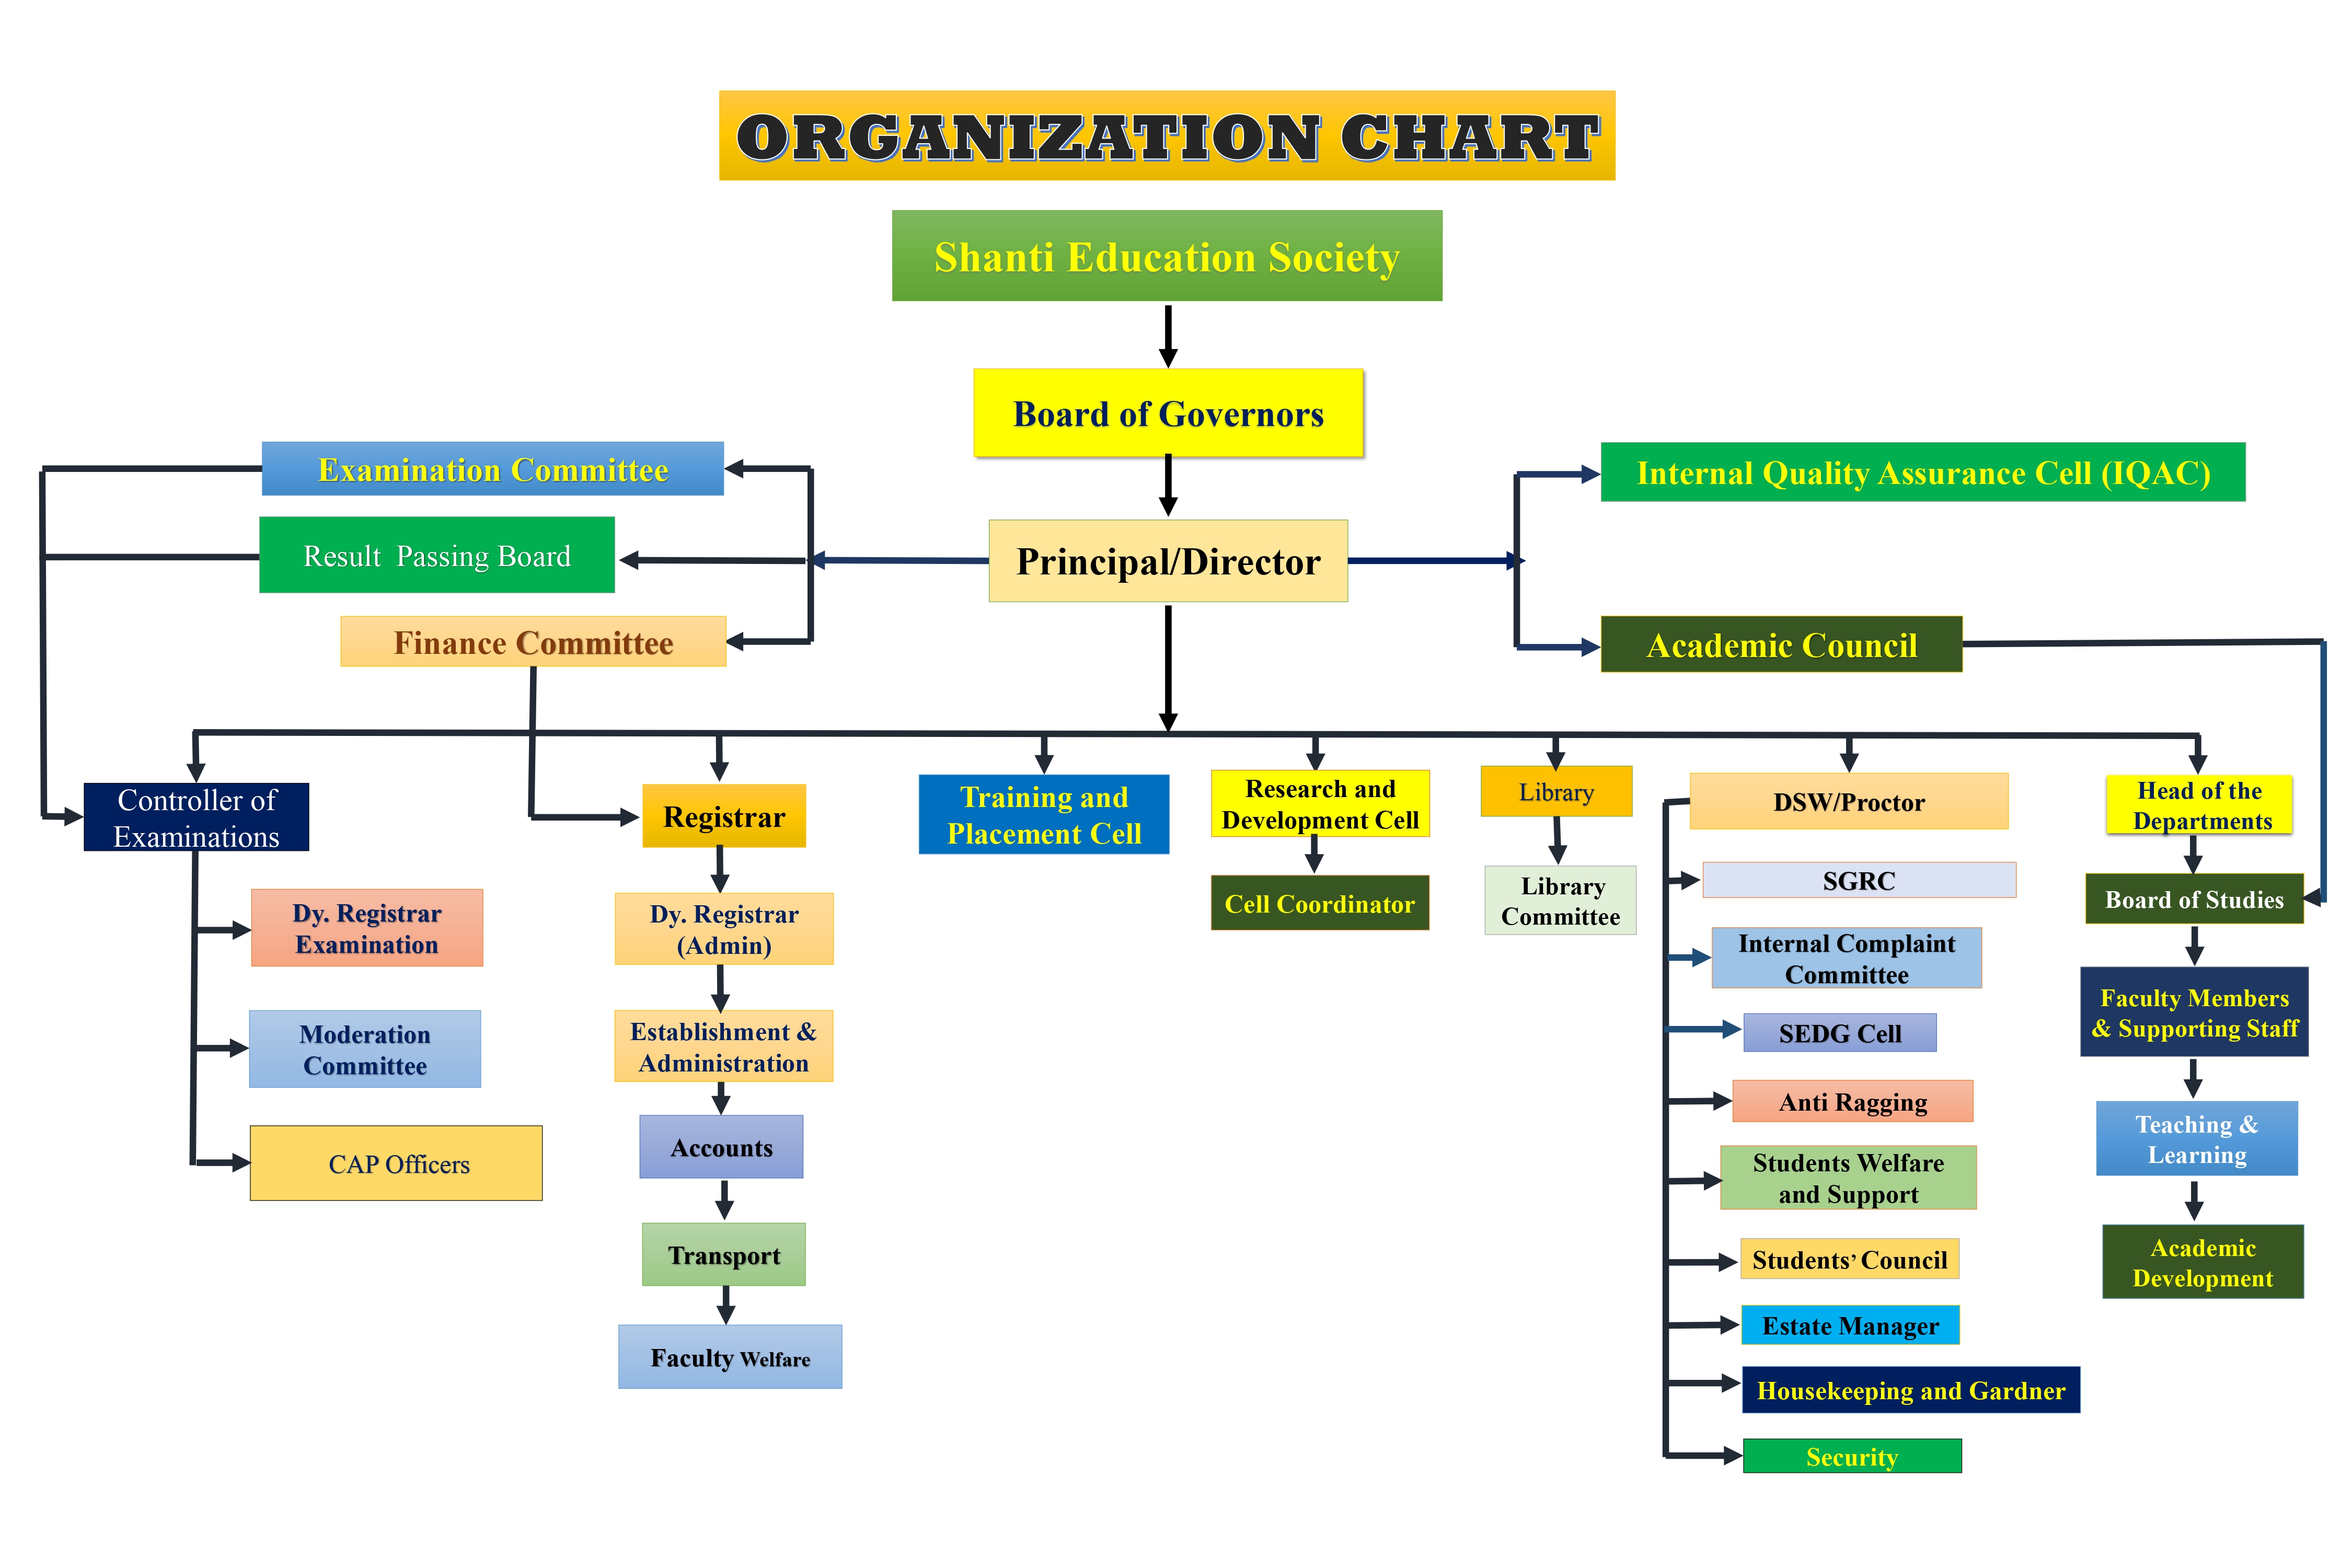 ORGANIZATION CHART
Shanti Education Society
Board of Governors
Examination Committee
Internal Quality Assurance Cell (IQAC)
Result  Passing Board
Principal/Director
Finance Committee
Academic Council
Controller of
Examinations
Registrar
Training and
Placement Cell
Research and
Development Cell
Library
DSW/Proctor
Head of the
Departments
Dy. Registrar
Examination
Moderation
Committee
CAP Officers
Dy. Registrar
(Admin)
Establishment &
Administration
Accounts
Transport
Faculty Welfare
Cell Coordinator
Library
Committee
SGRC
Internal Complaint
Committee
SEDG Cell
Anti Ragging
Students Welfare
and Support
Students’ Council
Estate Manager
Housekeeping and Gardner
Security
Board of Studies
Faculty Members
& Supporting Staff
Teaching &
Learning
Academic
Development